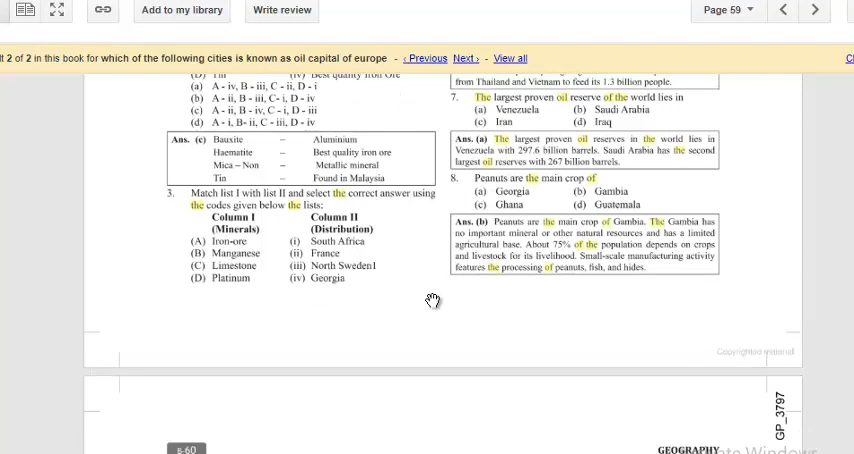 Add to my library
Write review
Page 59
lt 2 of 2 in this book for which of the following cities is known as oil capital of europe - ‹ Previous Next › - View all
(D) Tin (iv) Best quality Iron Ore
(a) A - iv, B - iii, C - ii, D - i
(b) A - ii, B - iii, C- i, D - iv
(c) A - ii, B - iv, C - i, D - iii
(d) A - i, B- ii, C - iii, D - iv
Ans. (c) Bauxite – Aluminium
Haematite – Best quality iron ore
Mica – Non – Metallic mineral
Tin – Found in Malaysia
3. Match list I with list II and select the correct answer using
the codes given below the lists:
Column I Column II
(Minerals) (Distribution)
(A) Iron-ore (i) South Africa
(B) Manganese (ii) France
(C) Limestone (iii) North SwedenI
(D) Platinum (iv) Georgia
from Thailand and Vietnam to feed its 1.3 billion people.
7. The largest proven oil reserve of the world lies in
(a) Venezuela (b) Saudi Arabia
(c) Iran (d) Iraq
Ans. (a) The largest proven oil reserves in the world lies in
Venezuela with 297.6 billion barrels. Saudi Arabia has the second
largest oil reserves with 267 billion barrels.
8. Peanuts are the main crop of
(a) Georgia (b) Gambia
(c) Ghana (d) Guatemala
Ans. (b) Peanuts are the main crop of Gambia. The Gambia has
no important mineral or other natural resources and has a limited
agricultural base. About 75% of the population depends on crops
and livestock for its livelihood. Small-scale manufacturing activity
features the processing of peanuts, fish, and hides.
Copyrighted material
GP_3797
B-60
GEOGRAPHY
ate Windows